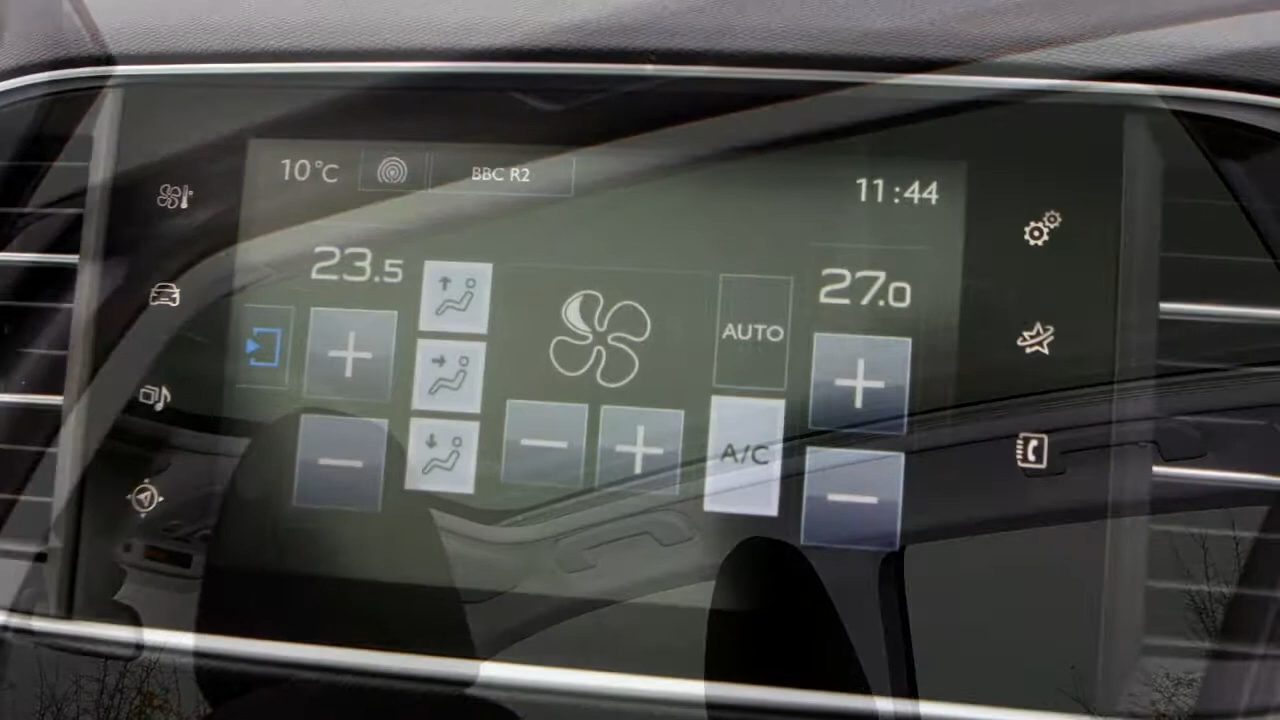 10°C
BBC R2
11:44
23.5
27.0
+
AUTO
+
−
+
A/C
−
−